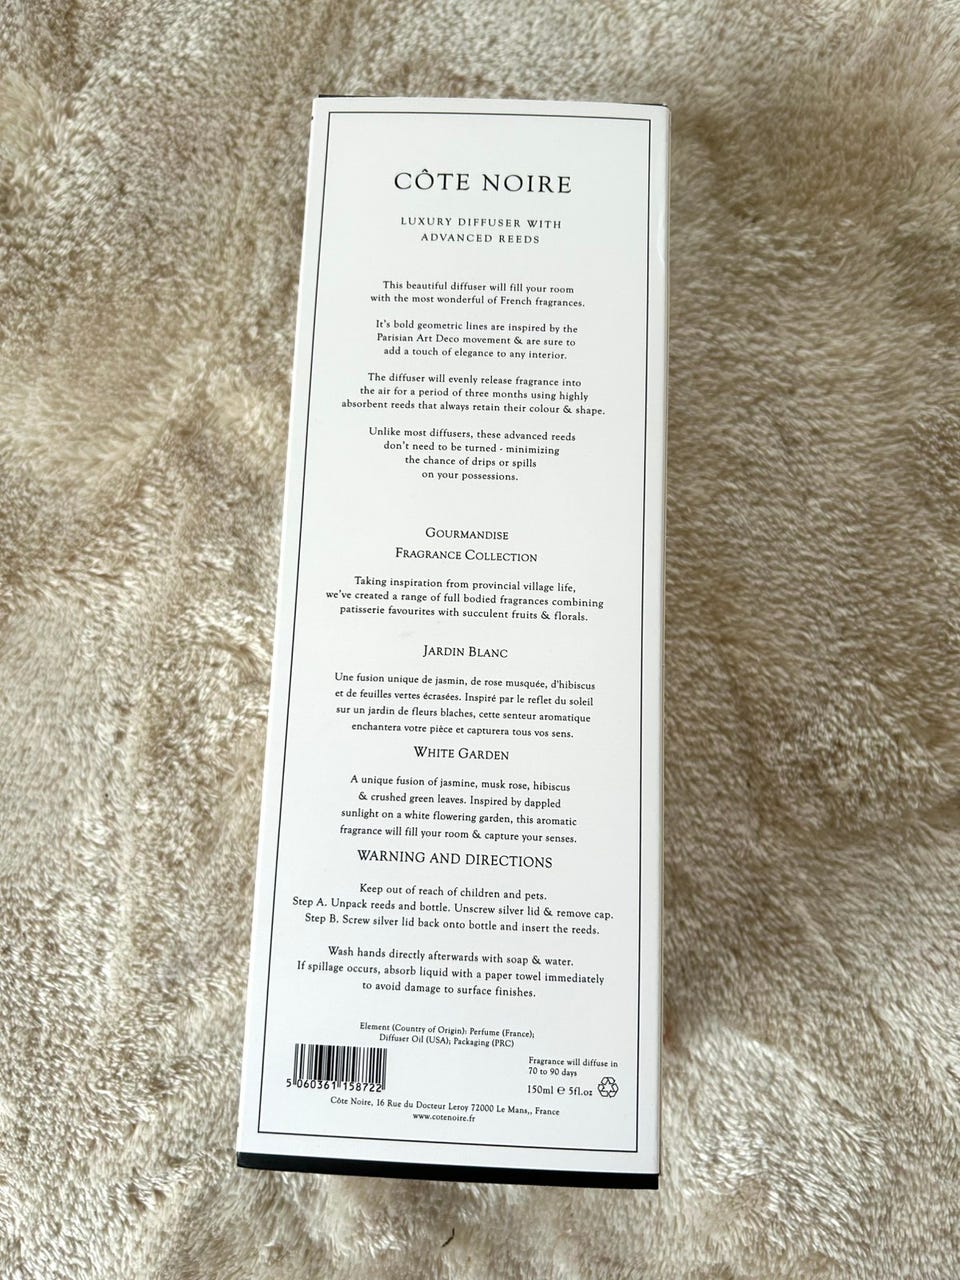 CÔTE NOIRE
LUXURY DIFFUSER WITH
ADVANCED REEDS
This beautiful diffuser will fill your room
with the most wonderful of French fragrances.
It's bold geometric lines are inspired by the
Parisian Art Deco movement & are sure to
add a touch of elegance to any interior.
The diffuser will evenly release fragrance into
the air for a period of three months using highly
absorbent reeds that always retain their colour & shape.
Unlike most diffusers, these advanced reeds
don't need to be turned - minimizing
the chance of drips or spills
on your possessions.
GOURMANDISE
FRAGRANCE COLLECTION
Taking inspiration from provincial village life,
we've created a range of full bodied fragrances combining
patisserie favourites with succulent fruits & florals.
JARDIN BLANC
Une fusion unique de jasmin, de rose musquée, d'hibiscus
et de feuilles vertes écrasées. Inspiré par le reflet du soleil
sur un jardin de fleurs blaches, cette senteur aromatique
enchantera votre pièce et capturera tous vos sens.
WHITE GARDEN
A unique fusion of jasmine, musk rose, hibiscus
& crushed green leaves. Inspired by dappled
sunlight on a white flowering garden, this aromatic
fragrance will fill your room & capture your senses.
WARNING AND DIRECTIONS
Keep out of reach of children and pets.
Step A. Unpack reeds and bottle. Unscrew silver lid & remove cap.
Step B. Screw silver lid back onto bottle and insert the reeds.
Wash hands directly afterwards with soap & water.
If spillage occurs, absorb liquid with a paper towel immediately
to avoid damage to surface finishes.
Element (Country of Origin): Perfume (France);
Diffuser Oil (USA); Packaging (PRC)
Fragrance will diffuse in
70 to 90 days
150ml ℮ 5fl.oz
5 060361 158722
Côte Noire, 16 Rue du Docteur Leroy 72000 Le Mans,, France
www.cotenoire.fr